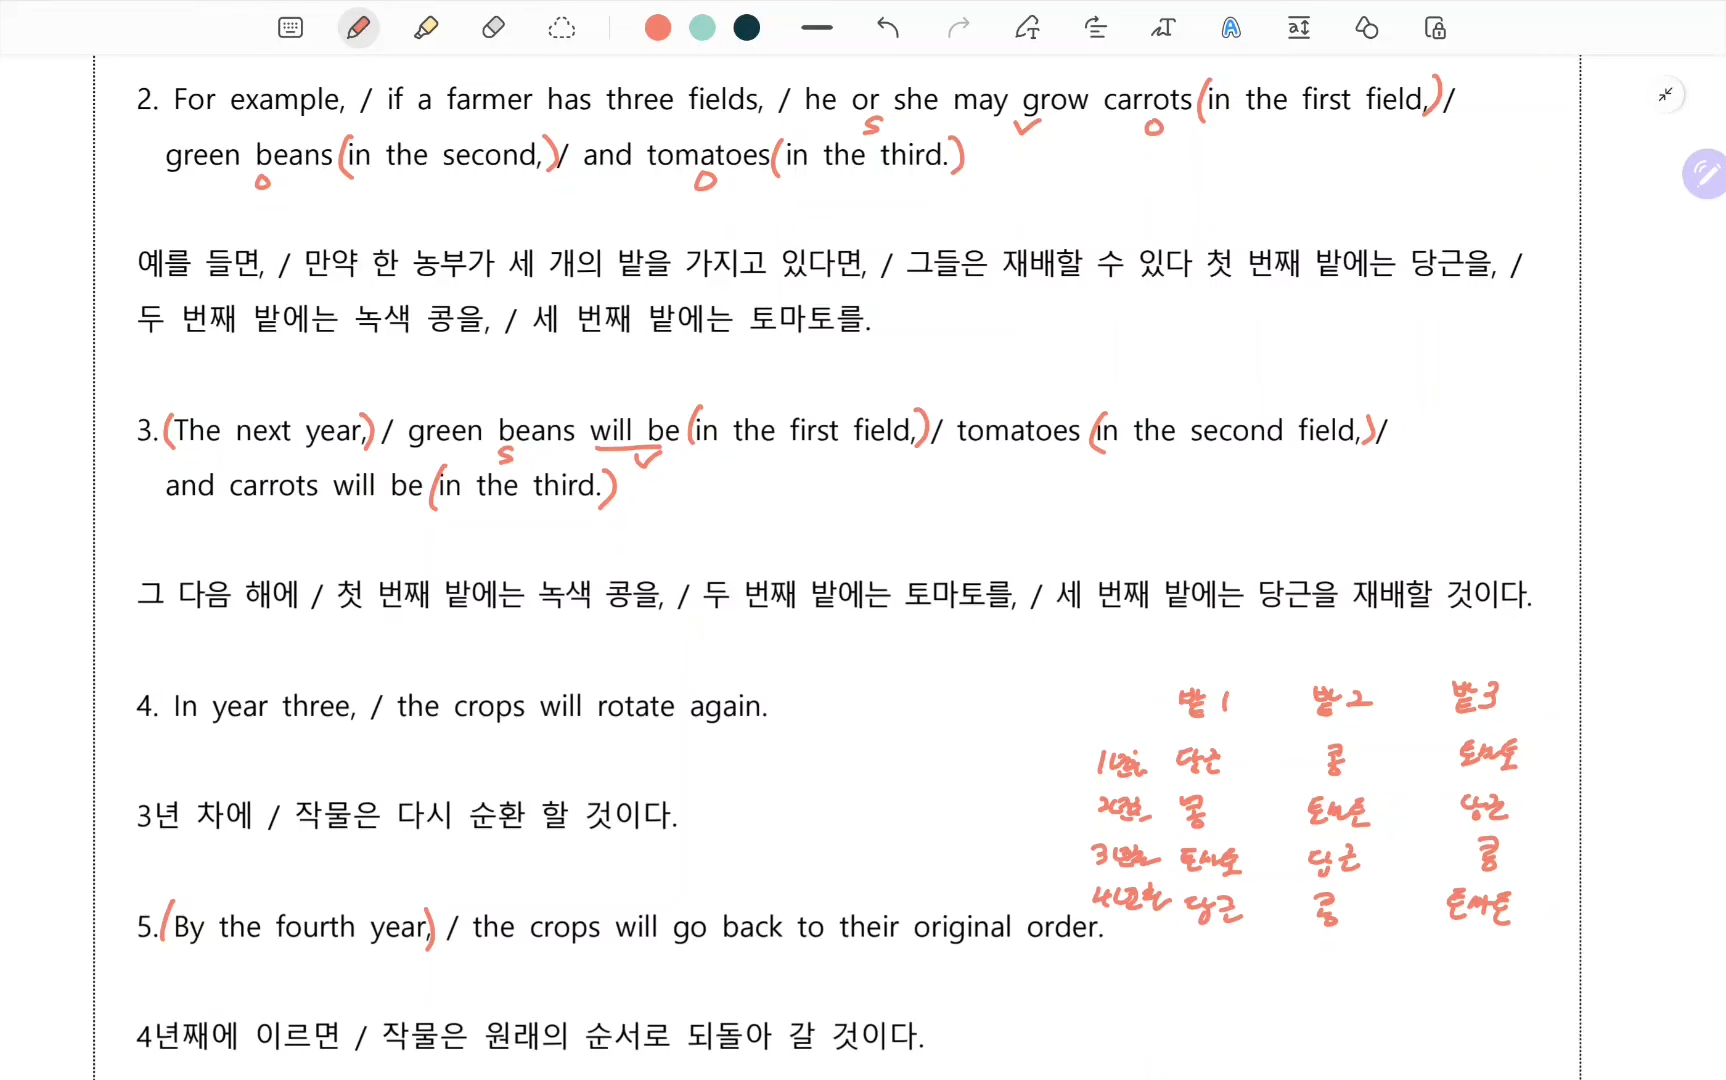 2. For example, / if a farmer has three fields, / he or she may grow carrots (in the first field,) /
S V O
green beans (in the second,) / and tomatoes (in the third.)
O O
예를 들면, / 만약 한 농부가 세 개의 밭을 가지고 있다면, / 그들은 재배할 수 있다 첫 번째 밭에는 당근을, /
두 번째 밭에는 녹색 콩을, / 세 번째 밭에는 토마토를.
3. (The next year,) / green beans will be (in the first field,) / tomatoes (in the second field,) /
S V
and carrots will be (in the third.)
그 다음 해에 / 첫 번째 밭에는 녹색 콩을, / 두 번째 밭에는 토마토를, / 세 번째 밭에는 당근을 재배할 것이다.
4. In year three, / the crops will rotate again.
밭1 밭2 밭3
당근 콩 토마토
3년 차에 / 작물은 다시 순환 할 것이다.
콩 토마토 당근
토마토 당근 콩
당근 콩 토마토
5. (By the fourth year,) / the crops will go back to their original order.
4년째에 이르면 / 작물은 원래의 순서로 되돌아 갈 것이다.